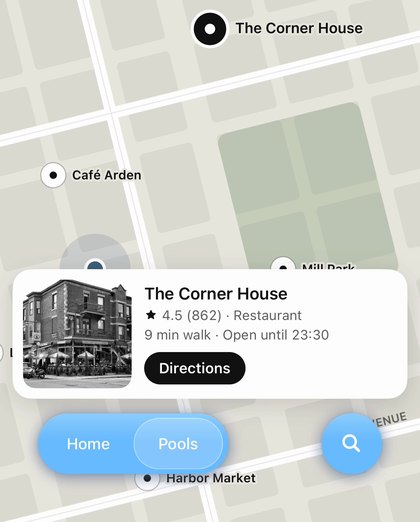 The Corner House
Café Arden
Mill Park
The Corner House
4.5 (862) · Restaurant
9 min walk · Open until 23:30
Directions
Home
Pools
Harbor Market